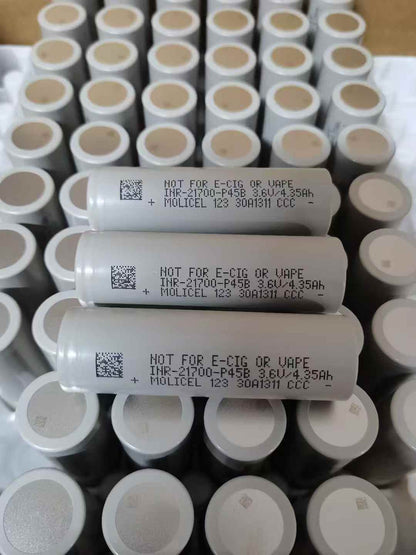 NOT FOR E-CIG OR VAPE
INR-21700-P45B 3.6V/4.35Ah
+ MOLICEL 123 30A1311 CCC -
NOT FOR E-CIG OR VAPE
INR-21700-P45B 3.6V/4.35Ah
+ MOLICEL 123 30A1311 CCC -
NOT FOR E-CIG OR VAPE
INR-21700-P45B 3.6V/4.35Ah
+ MOLICEL 123 30A1311 CCC -